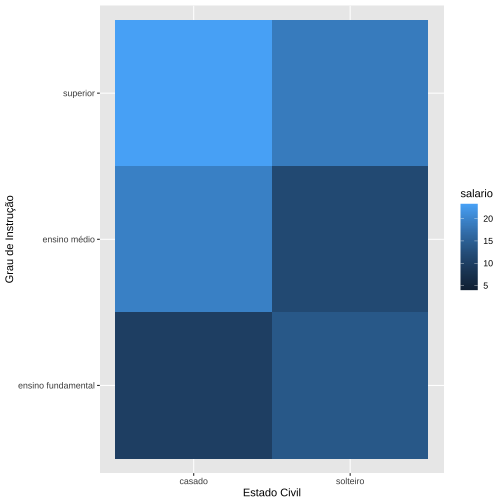 Grau de Instrução
superior
ensino médio
ensino fundamental
casado
solteiro
Estado Civil
salario
20
15
10
5